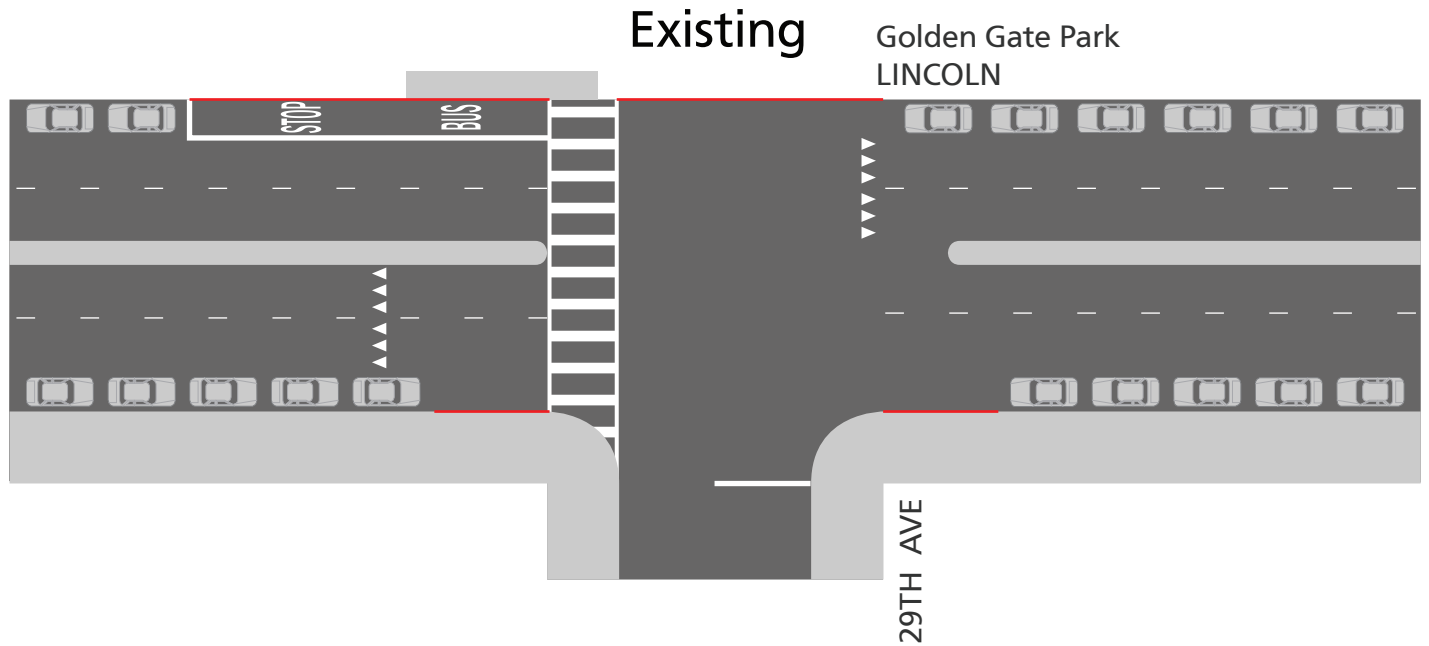 Existing
Golden Gate Park
LINCOLN
STOP
BUS
29TH AVE